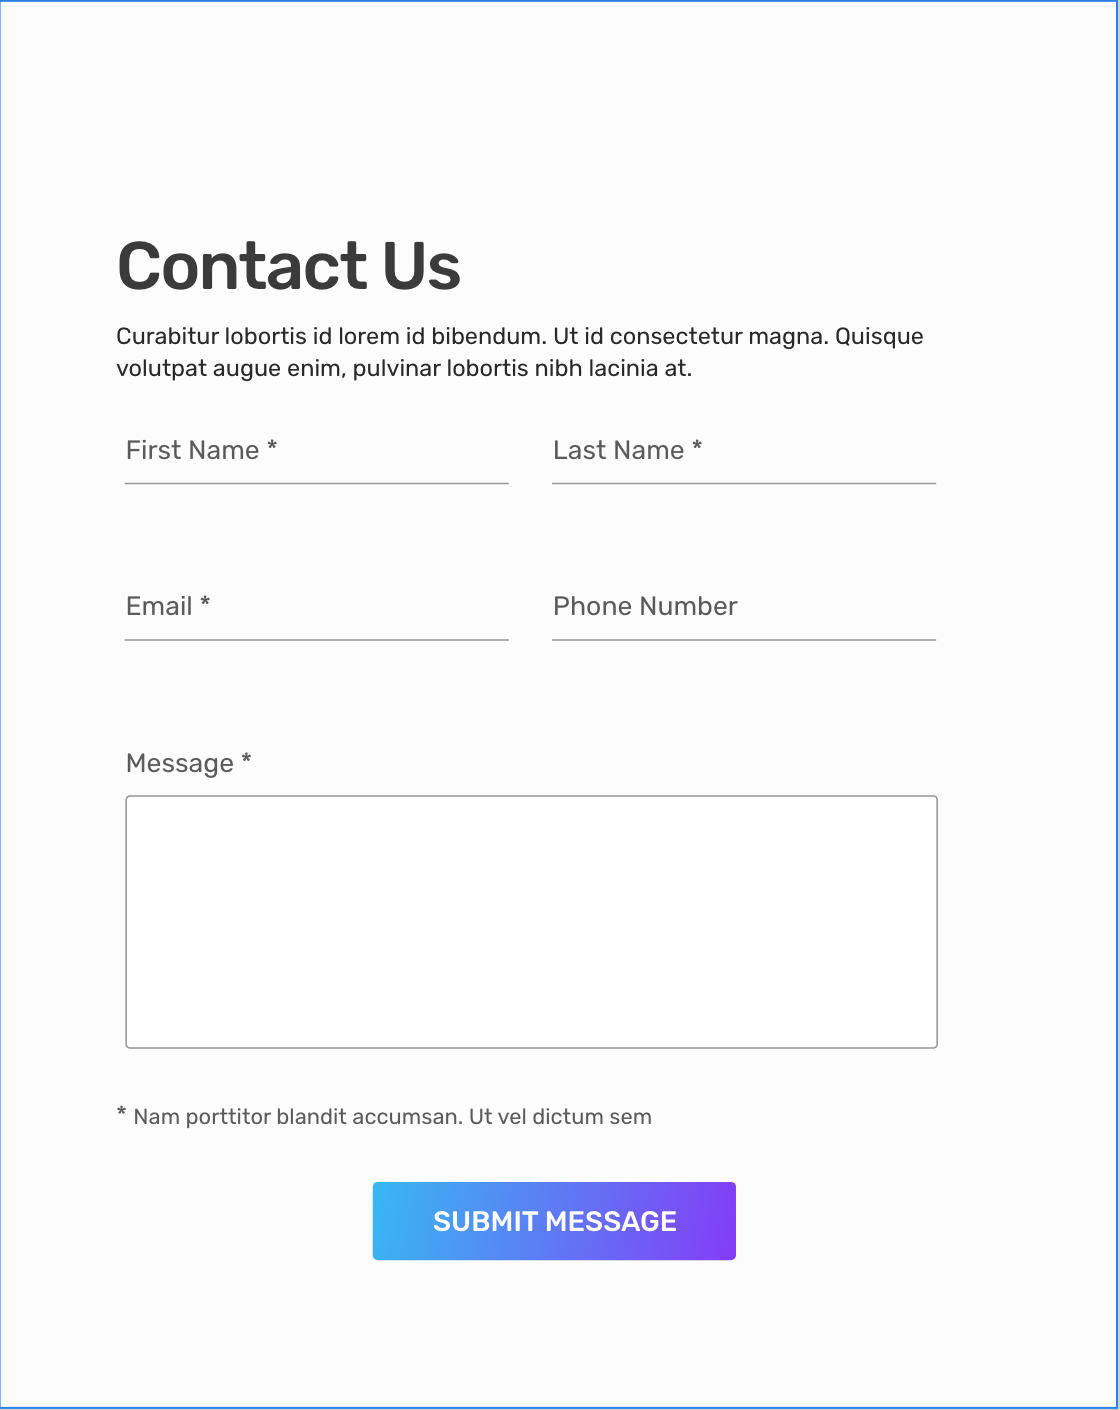 Contact Us
Curabitur lobortis id lorem id bibendum. Ut id consectetur magna. Quisque
volutpat augue enim, pulvinar lobortis nibh lacinia at.
First Name *
Last Name *
Email *
Phone Number
Message *
* Nam porttitor blandit accumsan. Ut vel dictum sem
SUBMIT MESSAGE